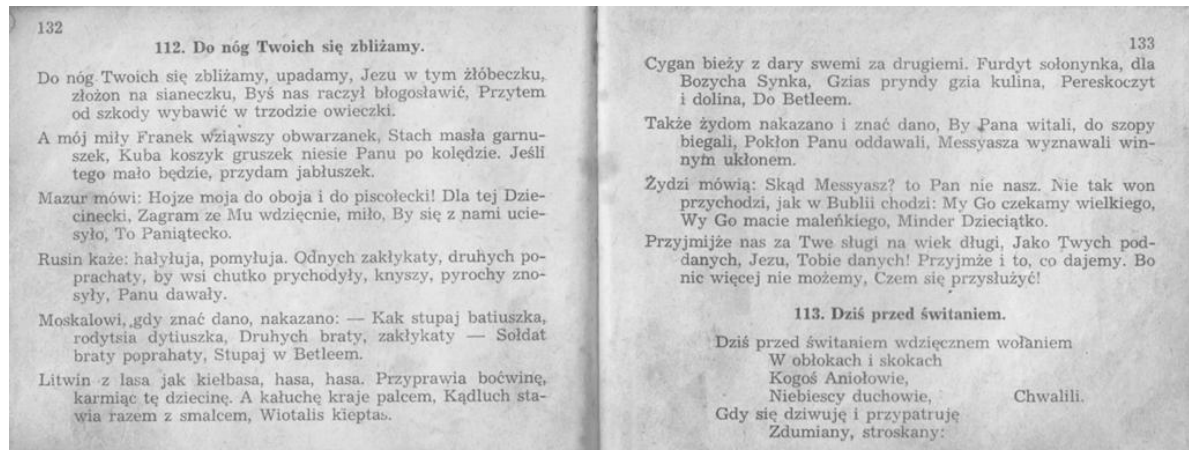 132
112. Do nóg Twoich się zbliżamy.
Do nóg Twoich się zbliżamy, upadamy, Jezu w tym żłóbeczku,
złożon na sianeczku, Byś nas raczył błogosławić, Przytem
od szkody wybawić w trzodzie owieczki.
A mój miły Franek wziąwszy obwarzanek, Stach masła garnu-
szek, Kuba koszyk gruszek niesie Panu po kolędzie. Jeśli
tego mało będzie, przydam jabłuszek.
Mazur mówi: Hojze moja do oboja i do piscołecki! Dla tej Dzie-
cinecki, Zagram ze Mu wdzięcnie, miło, By się z nami ucie-
syło, To Paniątecko.
Rusin każe: hałyłuja, pomyłuja. Odnych zakłykaty, druhych po-
prachaty, by wsi chutko prychodyły, knyszy, pyrochy zno-
syły, Panu dawały.
Moskalowi, gdy znać dano, nakazano: — Kak stupaj batiuszka,
rodytsia dytiuszka, Druhych braty, zakłykaty — Sołdat
braty poprahaty, Stupaj w Betleem.
Litwin z lasa jak kiełbasa, hasa, hasa. Przyprawia boćwinę,
karmiąc tę dziecinę. A kałuchę kraje palcem, Kądluch sta-
wia razem z smalcem, Wiotalis kieptas.
133
Cygan bieży z dary swemi za drugiemi. Furdyt sołonynka, dla
Bozycha Synka, Gzias pryndy gzia kulina, Pereskoczyt
i dolina, Do Betleem.
Także żydom nakazano i znać dano, By Pana witali, do szopy
biegali, Pokłon Panu oddawali, Messyasza wyznawali win-
nym ukłonem.
Żydzi mówią: Skąd Messyasz? to Pan nie nasz. Nie tak won
przychodzi, jak w Bublii chodzi: My Go czekamy wielkiego,
Wy Go macie maleńkiego, Minder Dzieciątko.
Przyjmijże nas za Twe sługi na wiek długi, Jako Twych pod-
danych, Jezu, Tobie danych! Przyjmże i to, co dajemy. Bo
nic więcej nie możemy, Czem się przysłużyć!
113. Dziś przed świtaniem.
Dziś przed świtaniem wdzięcznem wołaniem
W obłokach i skokach
Kogoś Aniołowie,
Niebiescy duchowie, Chwalili.
Gdy się dziwuję i przypatruję
Zdumiany, stroskany: